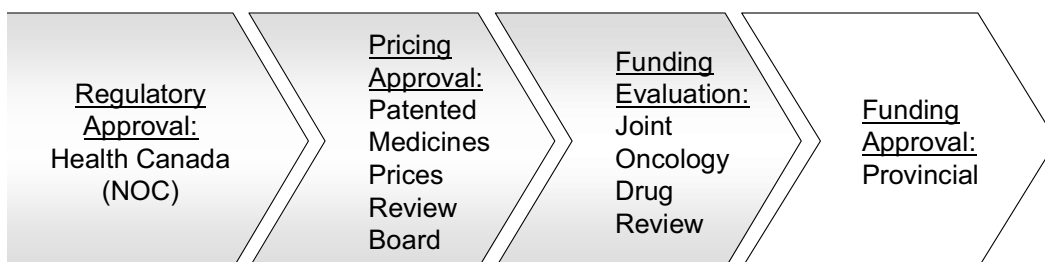 Regulatory
Approval:
Health Canada
(NOC)
Pricing
Approval:
Patented
Medicines
Prices
Review
Board
Funding
Evaluation:
Joint
Oncology
Drug
Review
Funding
Approval:
Provincial